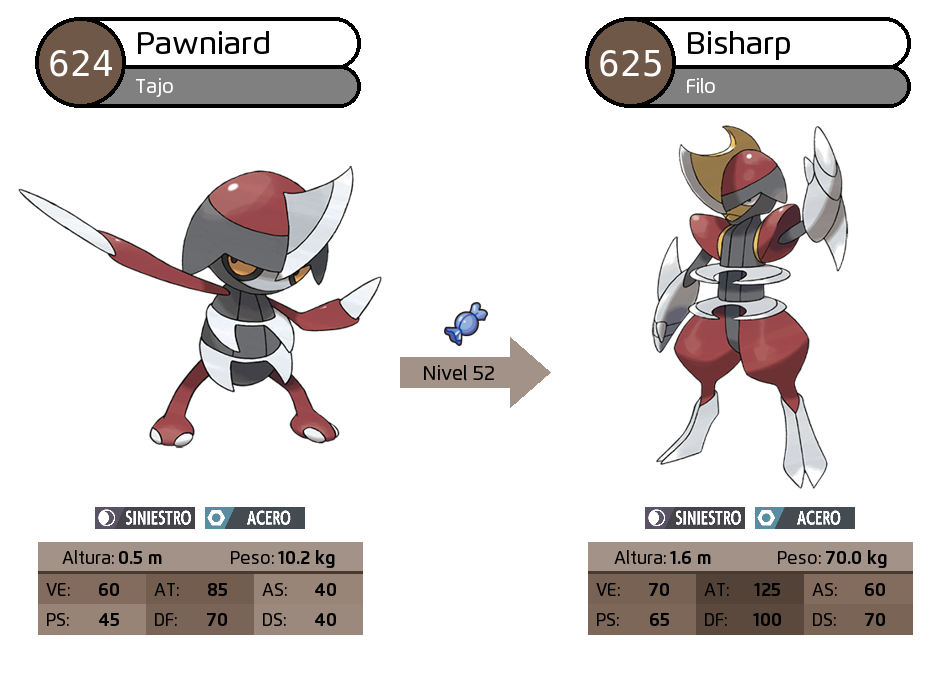 624 Pawniard
Tajo
625 Bisharp
Filo
Nivel 52
SINIESTRO ACERO
Altura: 0.5 m Peso: 10.2 kg
VE: 60 AT: 85 AS: 40
PS: 45 DF: 70 DS: 40
SINIESTRO ACERO
Altura: 1.6 m Peso: 70.0 kg
VE: 70 AT: 125 AS: 60
PS: 65 DF: 100 DS: 70